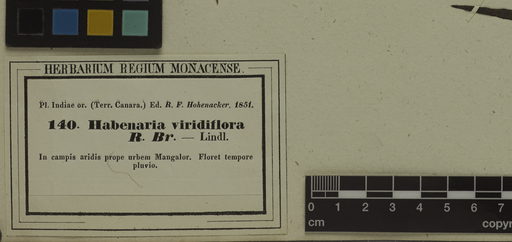 HERBARIUM REGIUM MONACENSE.
Pl. Indiae or. (Terr. Canara.) Ed. R. F. Hohenacker. 1851.
140. Habenaria viridiflora
R. Br. — Lindl.
In campis aridis prope urbem Mangalor. Floret tempore
pluvio.
0 1 2 3 4 5 6 7
cm copyr